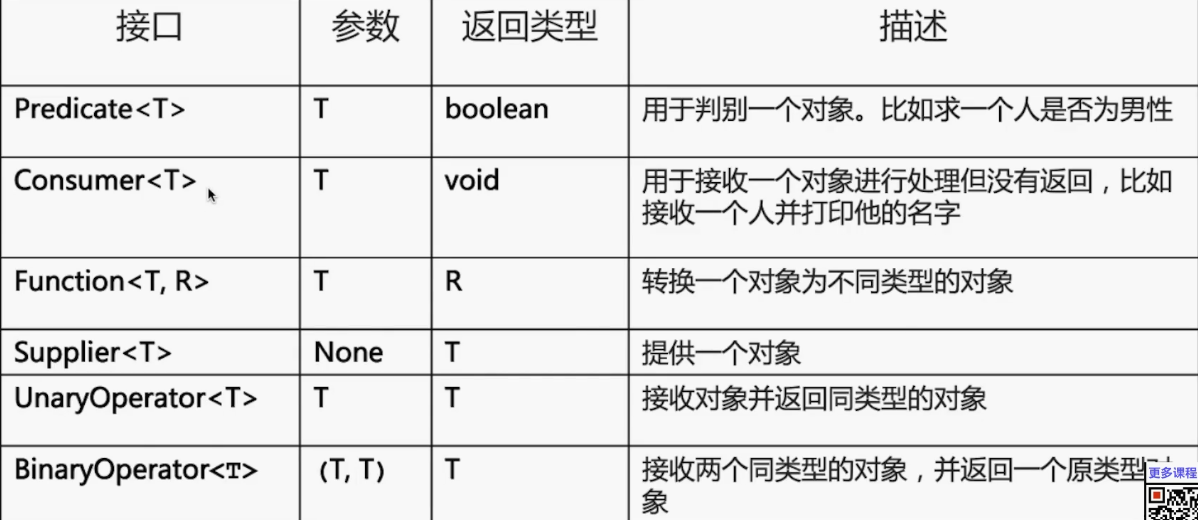 接口 参数 返回类型 描述
Predicate<T> T boolean 用于判别一个对象。比如求一个人是否为男性
Consumer<T> T void 用于接收一个对象进行处理但没有返回，比如
接收一个人并打印他的名字
Function<T, R> T R 转换一个对象为不同类型的对象
Supplier<T> None T 提供一个对象
UnaryOperator<T> T T 接收对象并返回同类型的对象
BinaryOperator<T> (T, T) T 接收两个同类型的对象，并返回一个原类型对
象
更多课程